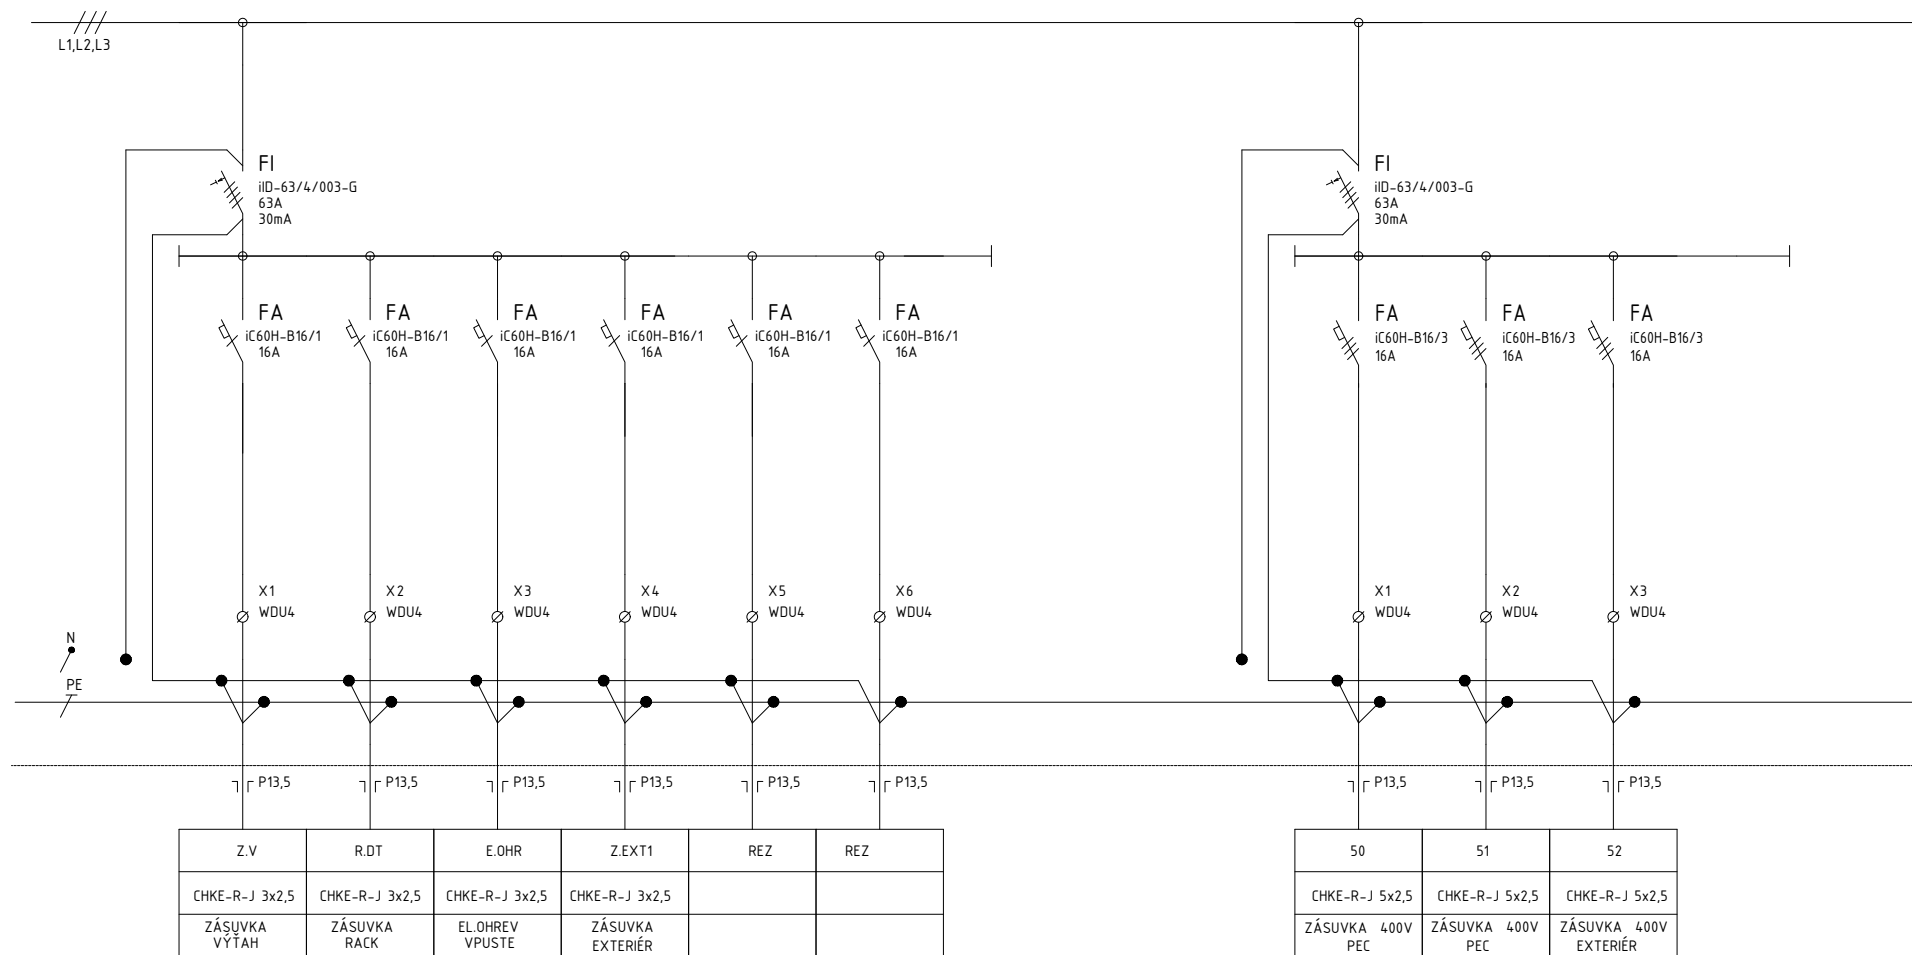 L1,L2,L3
FI
iID-63/4/003-G
63A
30mA
FI
iID-63/4/003-G
63A
30mA
FA
iC60H-B16/1
16A
FA
iC60H-B16/1
16A
FA
iC60H-B16/1
16A
FA
iC60H-B16/1
16A
FA
iC60H-B16/1
16A
FA
iC60H-B16/1
16A
FA
iC60H-B16/3
16A
FA
iC60H-B16/3
16A
FA
iC60H-B16/3
16A
X1
WDU4
X2
WDU4
X3
WDU4
X4
WDU4
X5
WDU4
X6
WDU4
X1
WDU4
X2
WDU4
X3
WDU4
N
PE
P13,5
P13,5
P13,5
P13,5
P13,5
P13,5
P13,5
P13,5
P13,5
Z.V
R.DT
E.OHR
Z.EXT1
REZ
REZ
CHKE-R-J 3x2,5
CHKE-R-J 3x2,5
CHKE-R-J 3x2,5
CHKE-R-J 3x2,5
ZÁSUVKA
VÝŤAH
ZÁSUVKA
RACK
EL.OHREV
VPUSTE
ZÁSUVKA
EXTERIÉR
50
51
52
CHKE-R-J 5x2,5
CHKE-R-J 5x2,5
CHKE-R-J 5x2,5
ZÁSUVKA 400V
PEC
ZÁSUVKA 400V
PEC
ZÁSUVKA 400V
EXTERIÉR